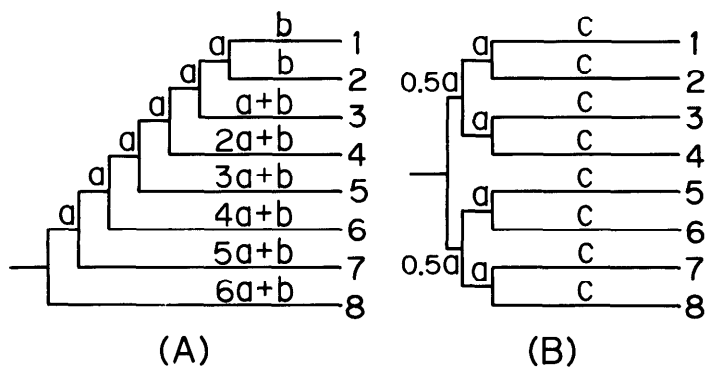 b 1
a
b 2
a
a+b 3
a
2a+b 4
a
3a+b 5
a
4a+b 6
a
5a+b 7
6a+b 8
(A)
c 1
a
c 2
0.5a
c 3
a
c 4
c 5
a
c 6
0.5a
c 7
a
c 8
(B)